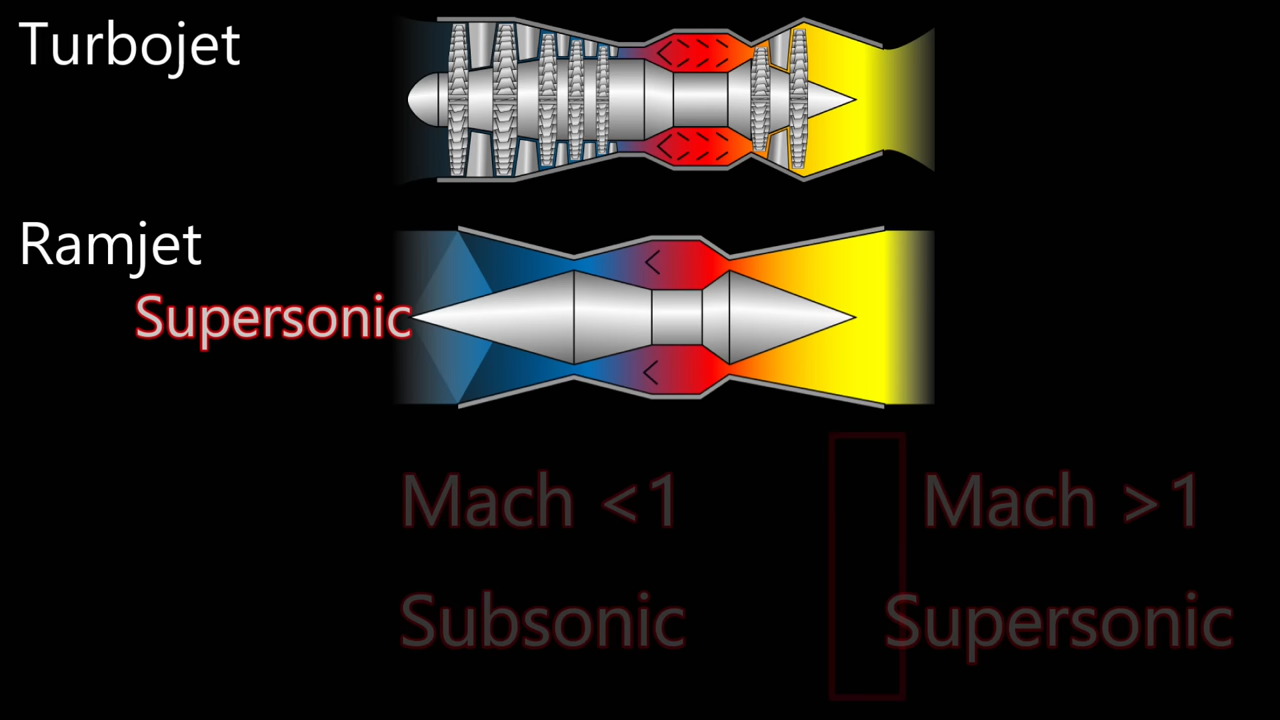 Turbojet
Ramjet
Supersonic
Mach <1
Mach >1
Subsonic
Supersonic